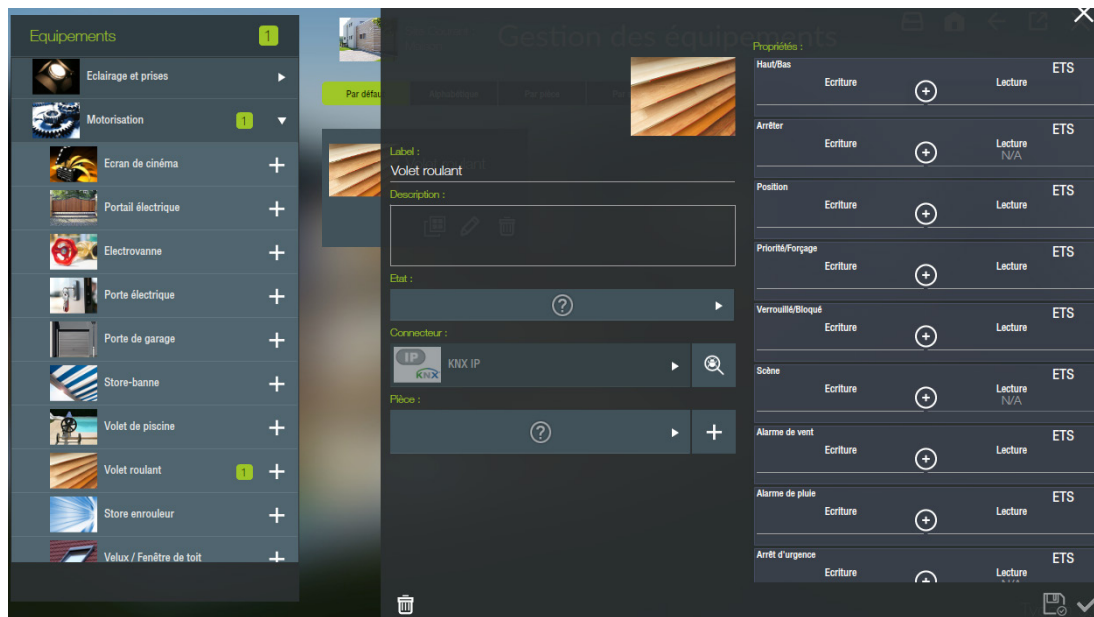 Equipements 1
Eclairage et prises
Motorisation 1
Ecran de cinéma
Portail électrique
Electrovanne
Porte électrique
Porte de garage
Store-banne
Volet de piscine
Volet roulant 1
Store enrouleur
Velux / Fenêtre de toit
Gestion des équipements
Par défau
Label :
Volet roulant
Description :
Etat :
?
Connecteur :
IP KNX
KNX IP
Pièce :
?
Propriétés :
Haut/Bas
ETS
Ecriture Lecture
Arrêter
ETS
Ecriture Lecture
N/A
Position
ETS
Ecriture Lecture
Priorité/Forçage
ETS
Ecriture Lecture
Verrouillé/Bloqué
ETS
Ecriture Lecture
Scène
ETS
Ecriture Lecture
N/A
Alarme de vent
ETS
Ecriture Lecture
Alarme de pluie
ETS
Ecriture Lecture
Arrêt d'urgence
ETS
Ecriture Lecture